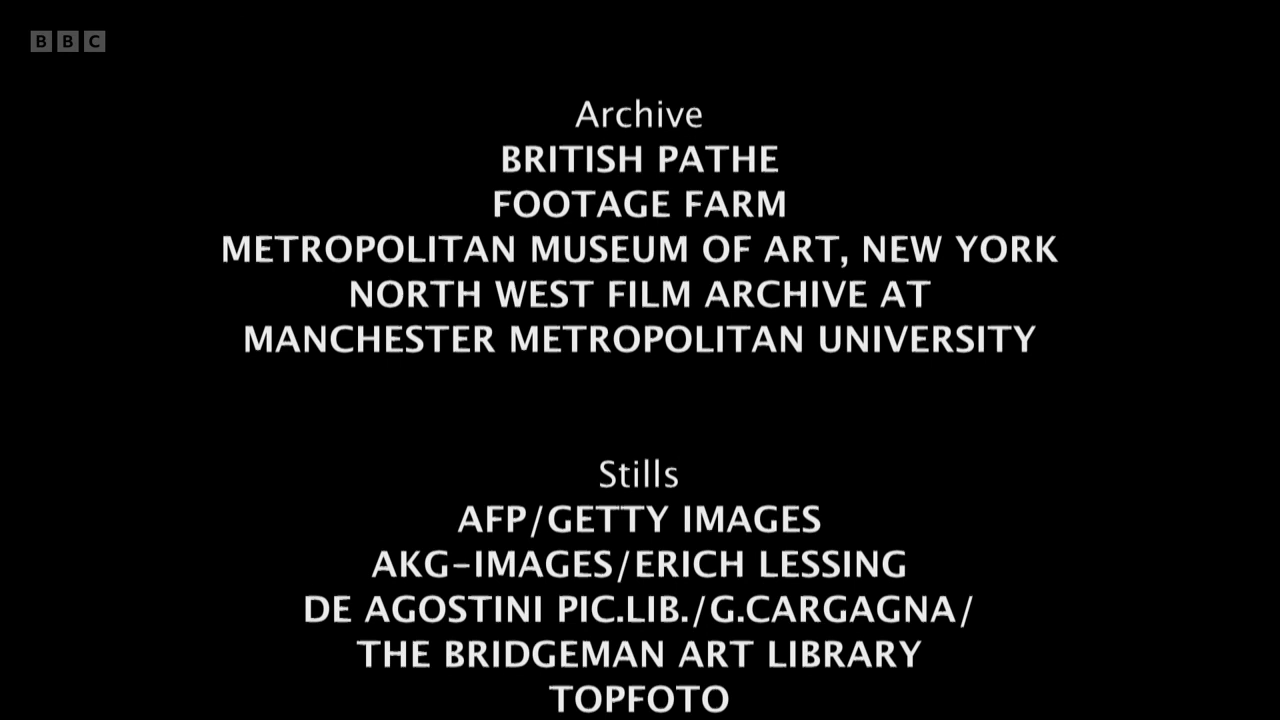 BBC
Archive
BRITISH PATHE
FOOTAGE FARM
METROPOLITAN MUSEUM OF ART, NEW YORK
NORTH WEST FILM ARCHIVE AT
MANCHESTER METROPOLITAN UNIVERSITY
Stills
AFP/GETTY IMAGES
AKG-IMAGES/ERICH LESSING
DE AGOSTINI PIC.LIB./G.CARGAGNA/
THE BRIDGEMAN ART LIBRARY
TOPFOTO